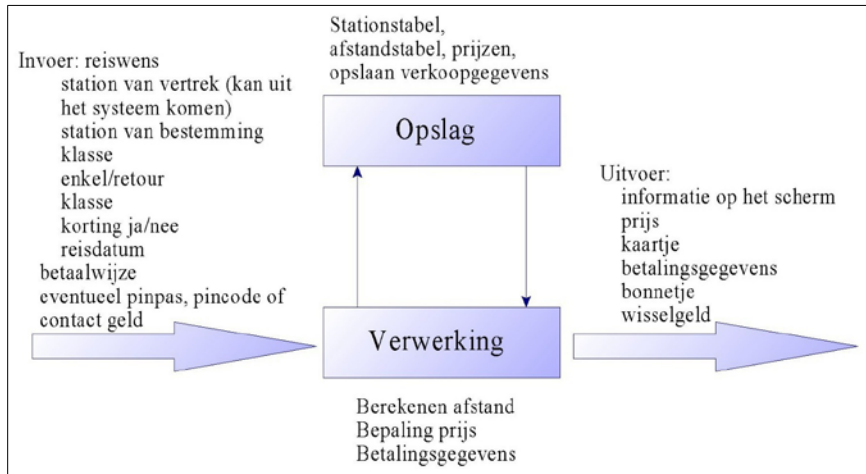 Invoer: reiswens
station van vertrek (kan uit
het systeem komen)
station van bestemming
klasse
enkel/retour
klasse
korting ja/nee
reisdatum
betaalwijze
eventueel pinpas, pincode of
contact geld
Stationstabel,
afstandstabel, prijzen,
opslaan verkoopgegevens
Opslag
Verwerking
Berekenen afstand
Bepaling prijs
Betalingsgegevens
Uitvoer:
informatie op het scherm
prijs
kaartje
betalingsgegevens
bonnetje
wisselgeld